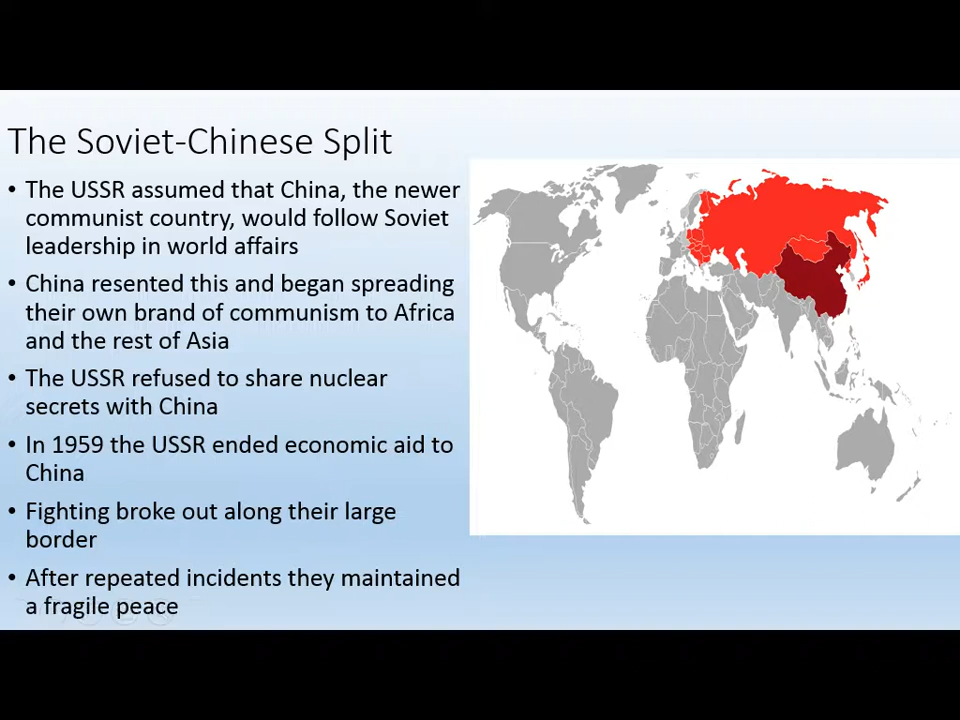 The Soviet-Chinese Split
• The USSR assumed that China, the newer
communist country, would follow Soviet
leadership in world affairs
• China resented this and began spreading
their own brand of communism to Africa
and the rest of Asia
• The USSR refused to share nuclear
secrets with China
• In 1959 the USSR ended economic aid to
China
• Fighting broke out along their large
border
• After repeated incidents they maintained
a fragile peace